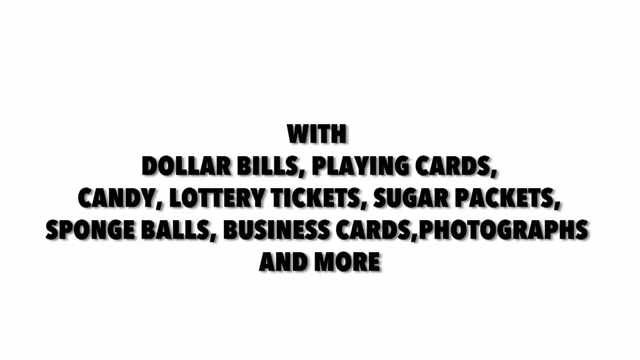 WITH
DOLLAR BILLS, PLAYING CARDS,
CANDY, LOTTERY TICKETS, SUGAR PACKETS,
SPONGE BALLS, BUSINESS CARDS,PHOTOGRAPHS
AND MORE